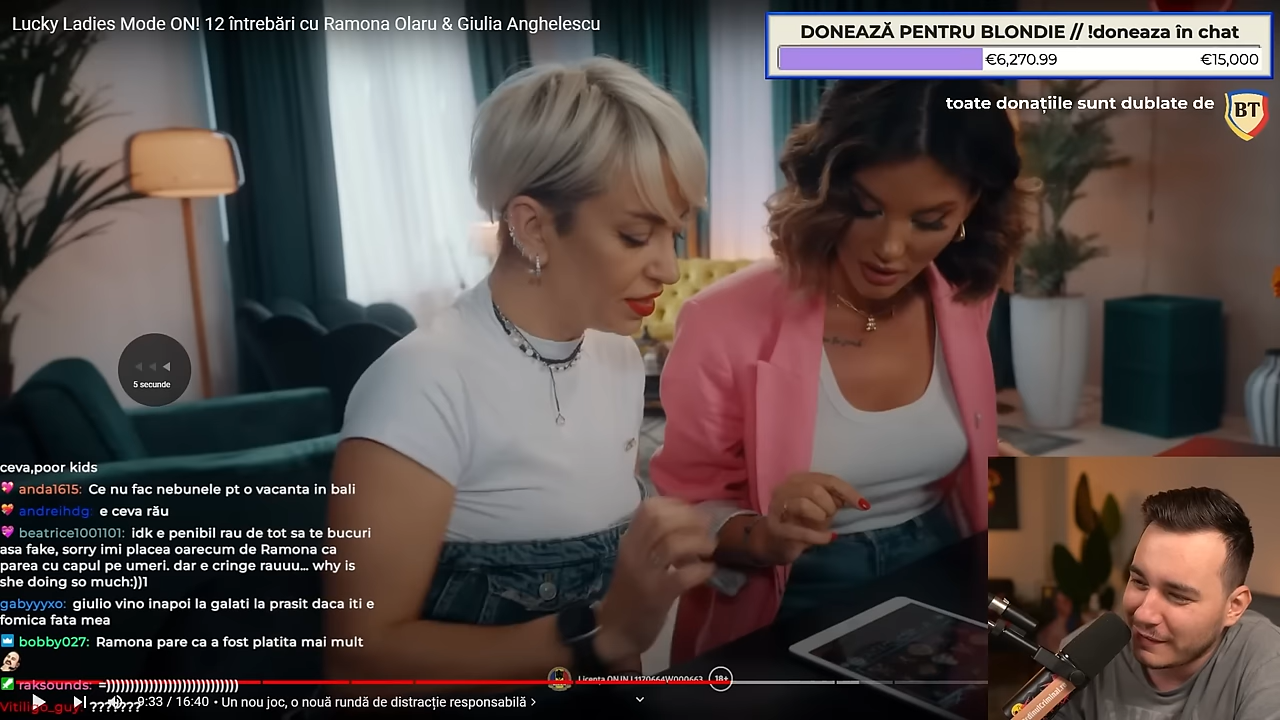 Lucky Ladies Mode ON! 12 întrebări cu Ramona Olaru & Giulia Anghelescu
DONEAZĂ PENTRU BLONDIE // !doneaza în chat
€6,270.99
€15,000
toate donațiile sunt dublate de
BT
5 secunde
ceva,poor kids
anda1615: Ce nu fac nebunele pt o vacanta in bali
andreihdg: e ceva rău
beatrice1001101: idk e penibil rau de tot sa te bucuri
asa fake, sorry imi placea oarecum de Ramona ca
parea cu capul pe umeri. dar e cringe rauuu... why is
she doing so much:))1
gabyyyxo: giulio vino inapoi la galati la prasit daca iti e
fomica fata mea
bobby027: Ramona pare ca a fost platita mai mult
raksounds: =)))))))))))))))))))))))))))
Licența ONJN L1170664W000663
18+
9:33 / 16:40 • Un nou joc, o nouă rundă de distracție responsabilă
Vitiligo_guy: ???????